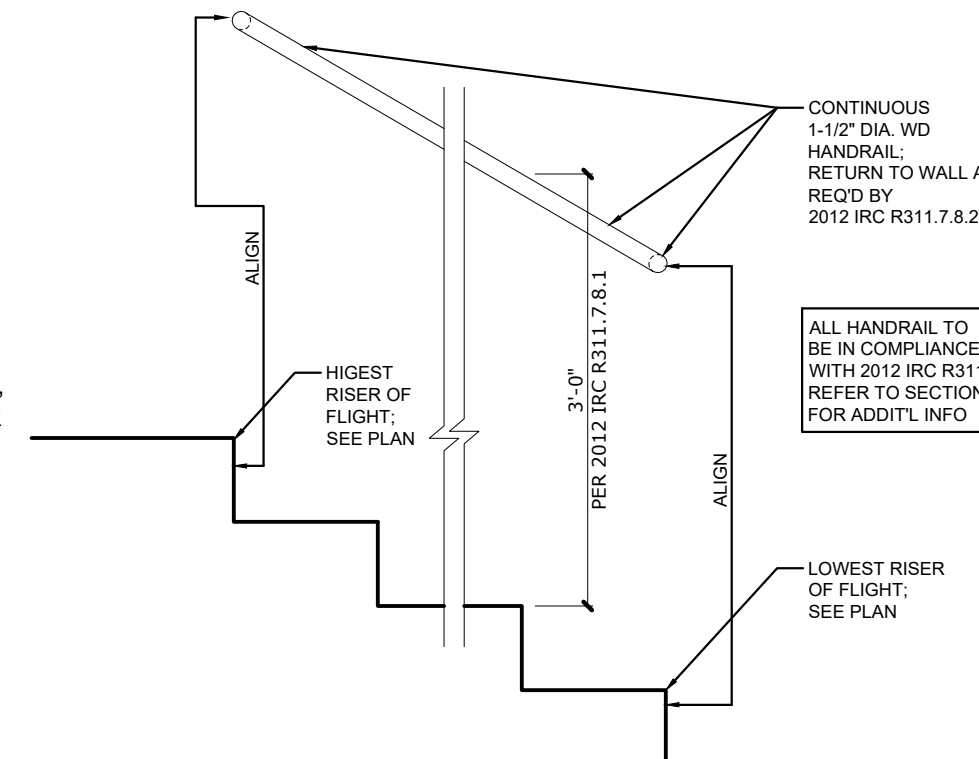 CONTINUOUS
1-1/2" DIA. WD
HANDRAIL;
RETURN TO WALL
REQ'D BY
2012 IRC R311.7.8.2
ALIGN
3'-0"
PER 2012 IRC R311.7.8.1
ALL HANDRAIL TO
BE IN COMPLIANCE
WITH 2012 IRC
REFER TO SECTION
FOR ADDIT'L INFO
HIGEST
RISER OF
FLIGHT;
SEE PLAN
ALIGN
LOWEST RISER
OF FLIGHT;
SEE PLAN